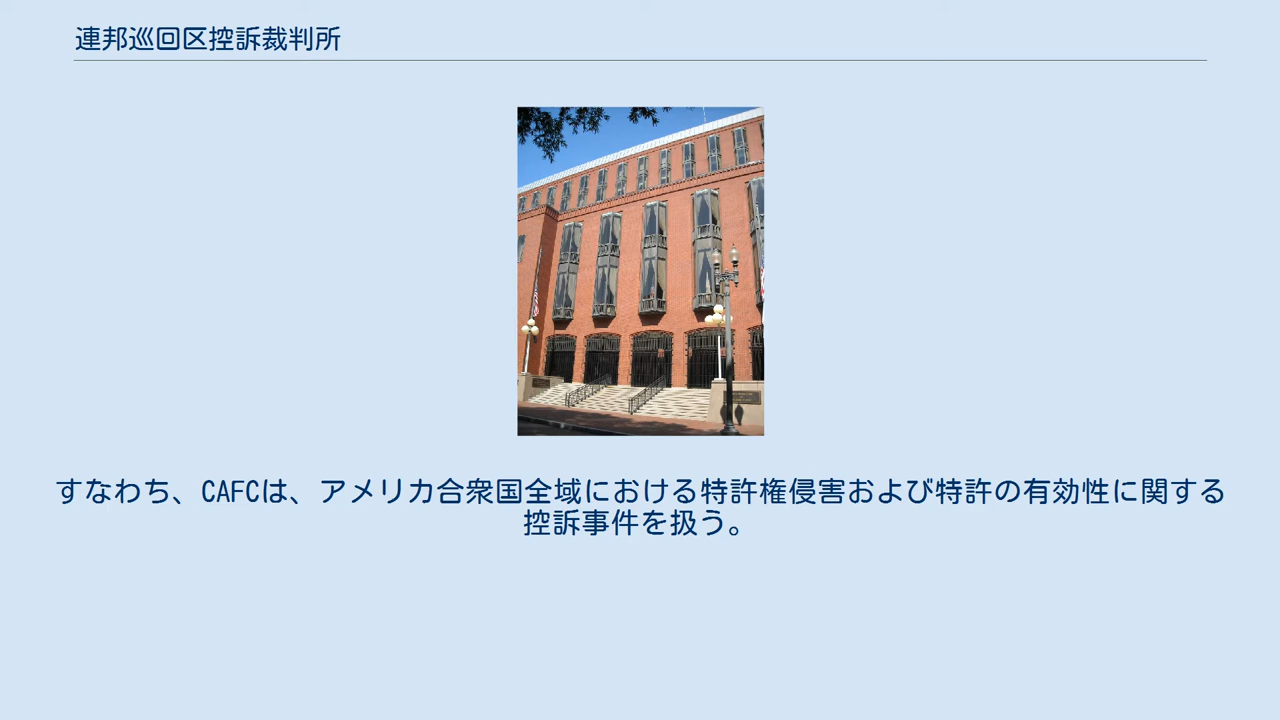 連邦巡回区控訴裁判所
すなわち、CAFCは、アメリカ合衆国全域における特許権侵害および特許の有効性に関する
控訴事件を扱う。